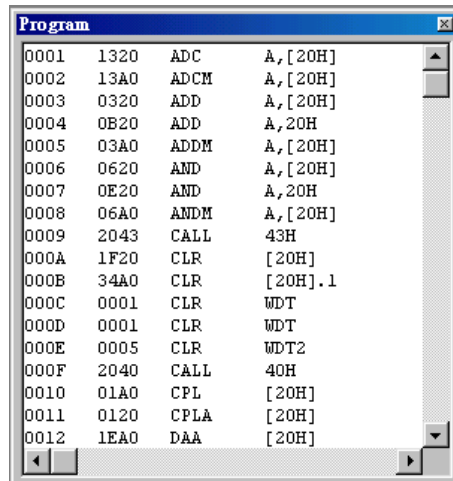 Program
0001 1320 ADC A,[20H]
0002 13A0 ADCM A,[20H]
0003 0320 ADD A,[20H]
0004 0B20 ADD A,20H
0005 03A0 ADDM A,[20H]
0006 0620 AND A,[20H]
0007 0E20 AND A,20H
0008 06A0 ANDM A,[20H]
0009 2043 CALL 43H
000A 1F20 CLR [20H]
000B 34A0 CLR [20H].1
000C 0001 CLR WDT
000D 0001 CLR WDT
000E 0005 CLR WDT2
000F 2040 CALL 40H
0010 01A0 CPL [20H]
0011 0120 CPLA [20H]
0012 1EA0 DAA [20H]